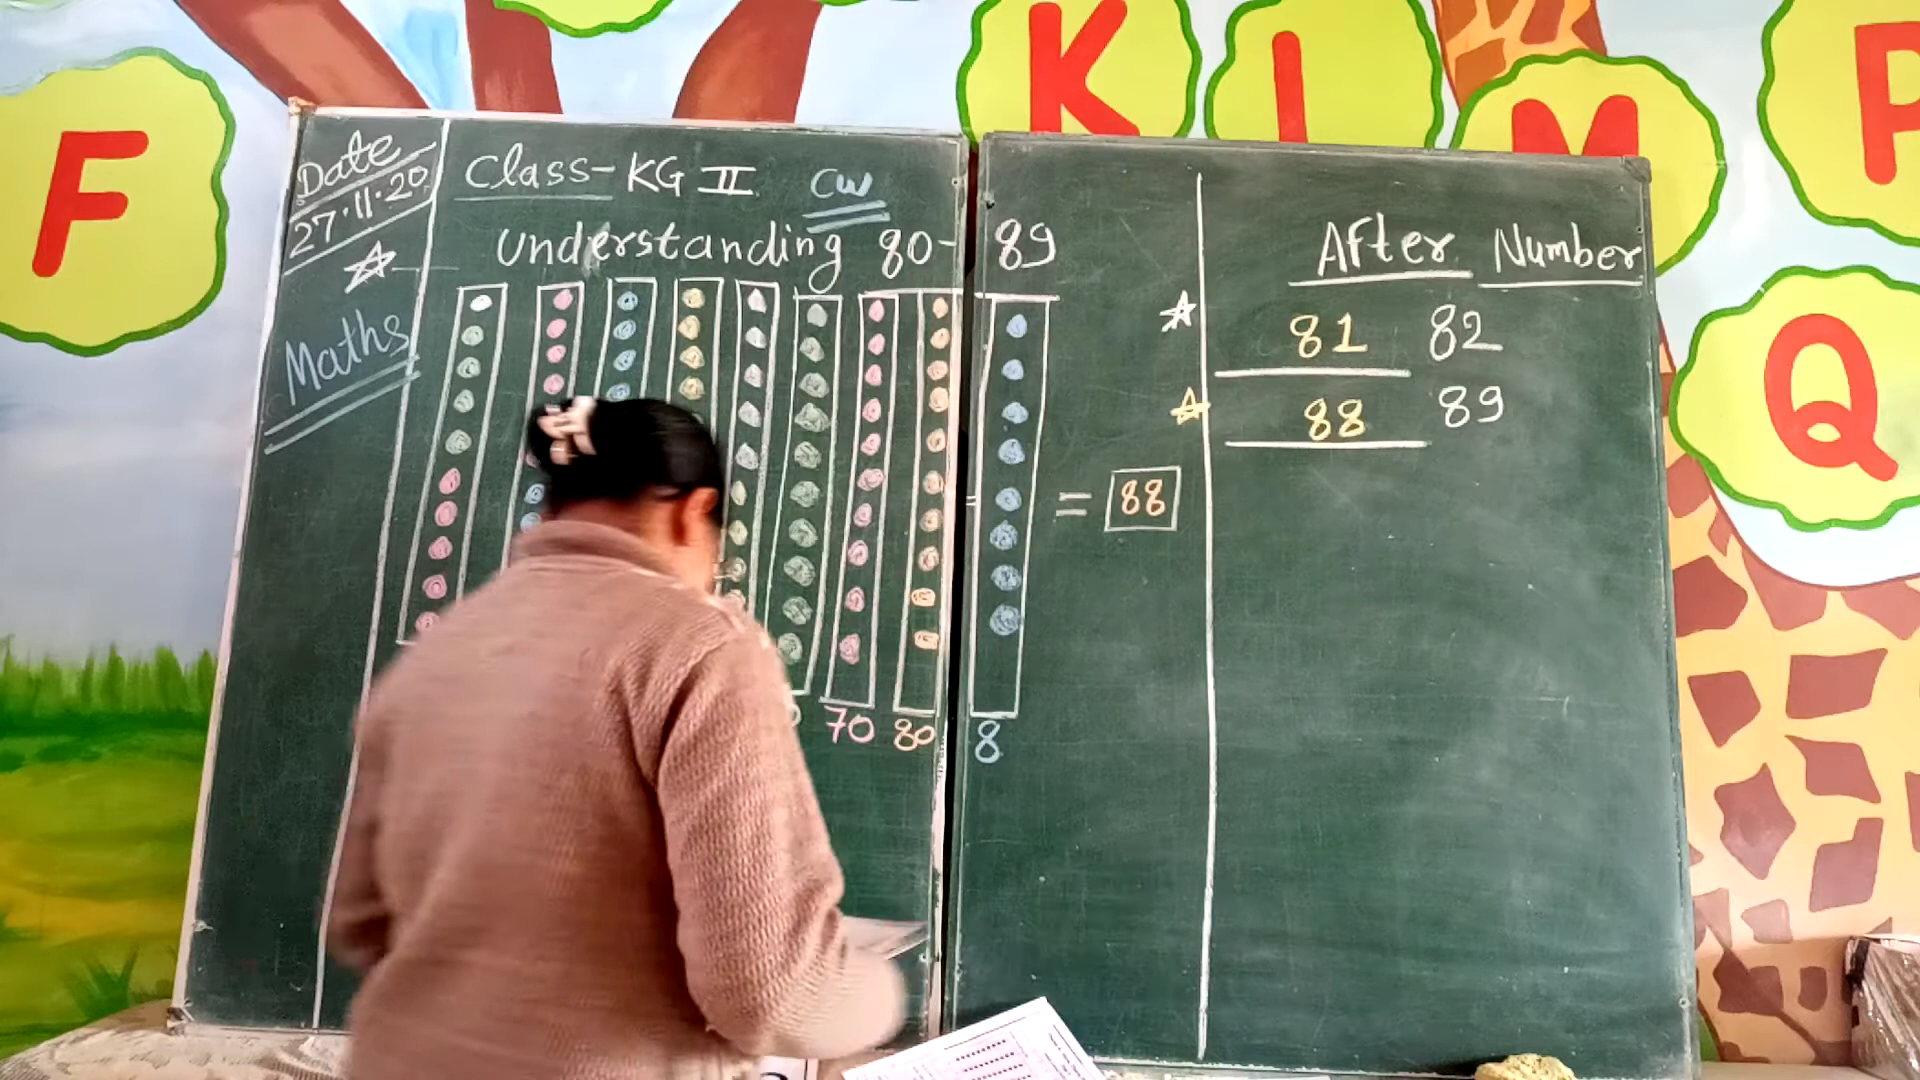 F
K
M
P
Q
Date
27.11.20
Maths
Class- KG II CW
Understanding 80-89
= 88
70 80 8
After Number
81 82
88 89